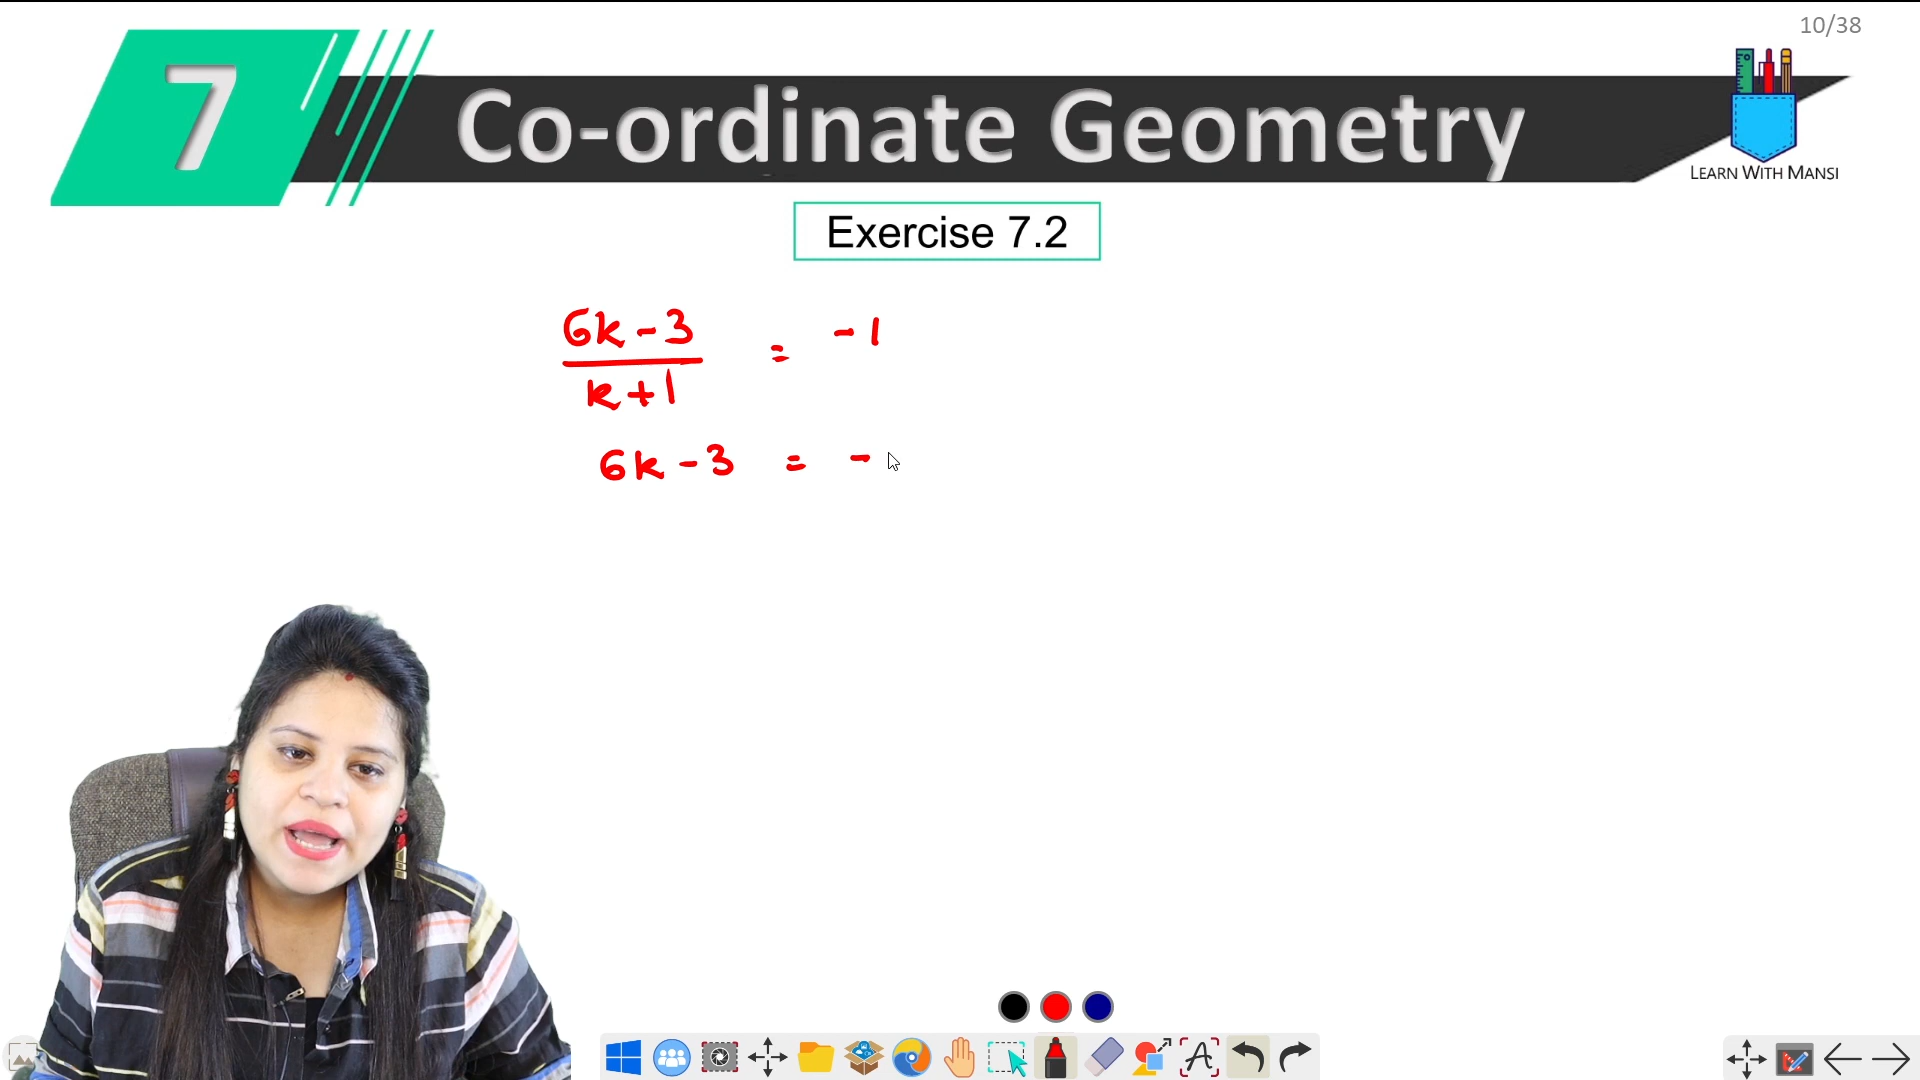 10/38
7
Co-ordinate Geometry
LEARN WITH MANSI
Exercise 7.2
6k-3
k+1
= -1
6k-3 = -